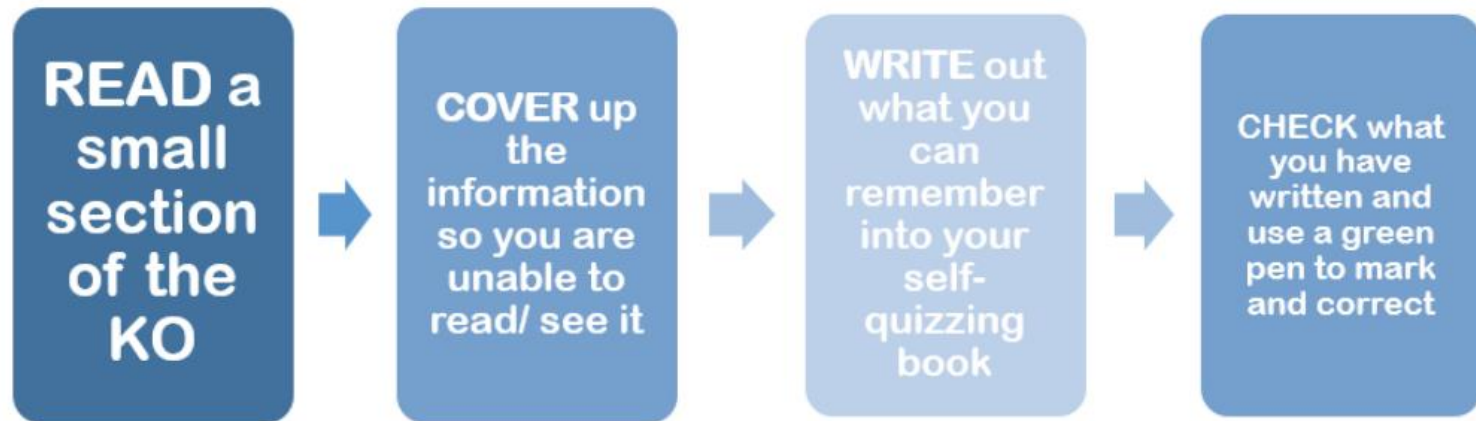 READ a
small
section
of the
KO
COVER up
the
information
so you are
unable to
read/ see it
WRITE out
what you
can
remember
into your
self-
quizzing
book
CHECK what
you have
written and
use a green
pen to mark
and correct